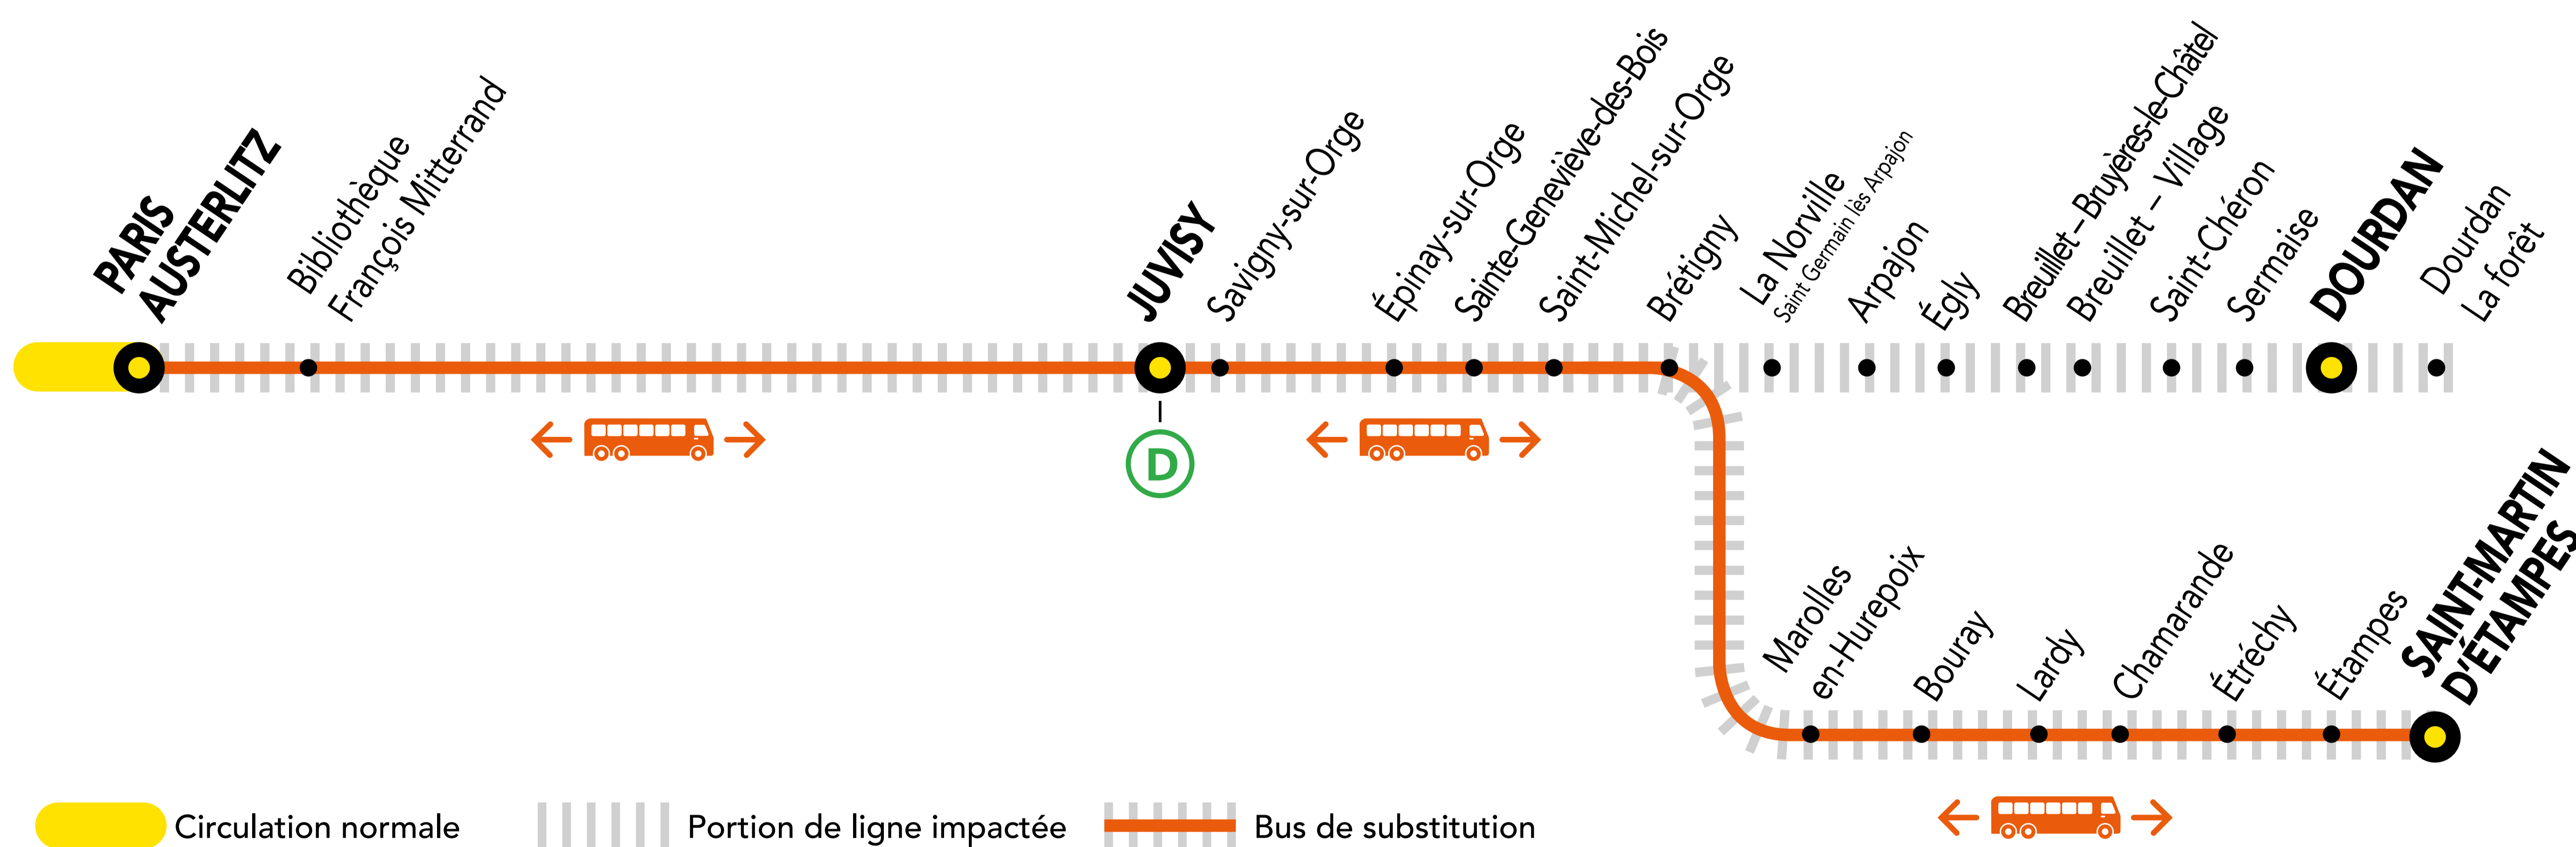 PARIS
AUSTERLITZ
Bibliothèque
François Mitterrand
JUVISY
Savigny-sur-Orge
Épinay-sur-Orge
Sainte-Geneviève-des-Bois
Saint-Michel-sur-Orge
Brétigny
La Norville
Saint Germain lès Arpajon
Arpajon
Égly
Breuillet – Bruyères-le-Châtel
Breuillet – Village
Saint-Chéron
Sermaise
DOURDAN
Dourdan
La forêt
D
Marolles
en-Hurepoix
Bouray
Lardy
Chamarande
Étréchy
Étampes
SAINT-MARTIN
D'ÉTAMPES
Circulation normale
Portion de ligne impactée
Bus de substitution